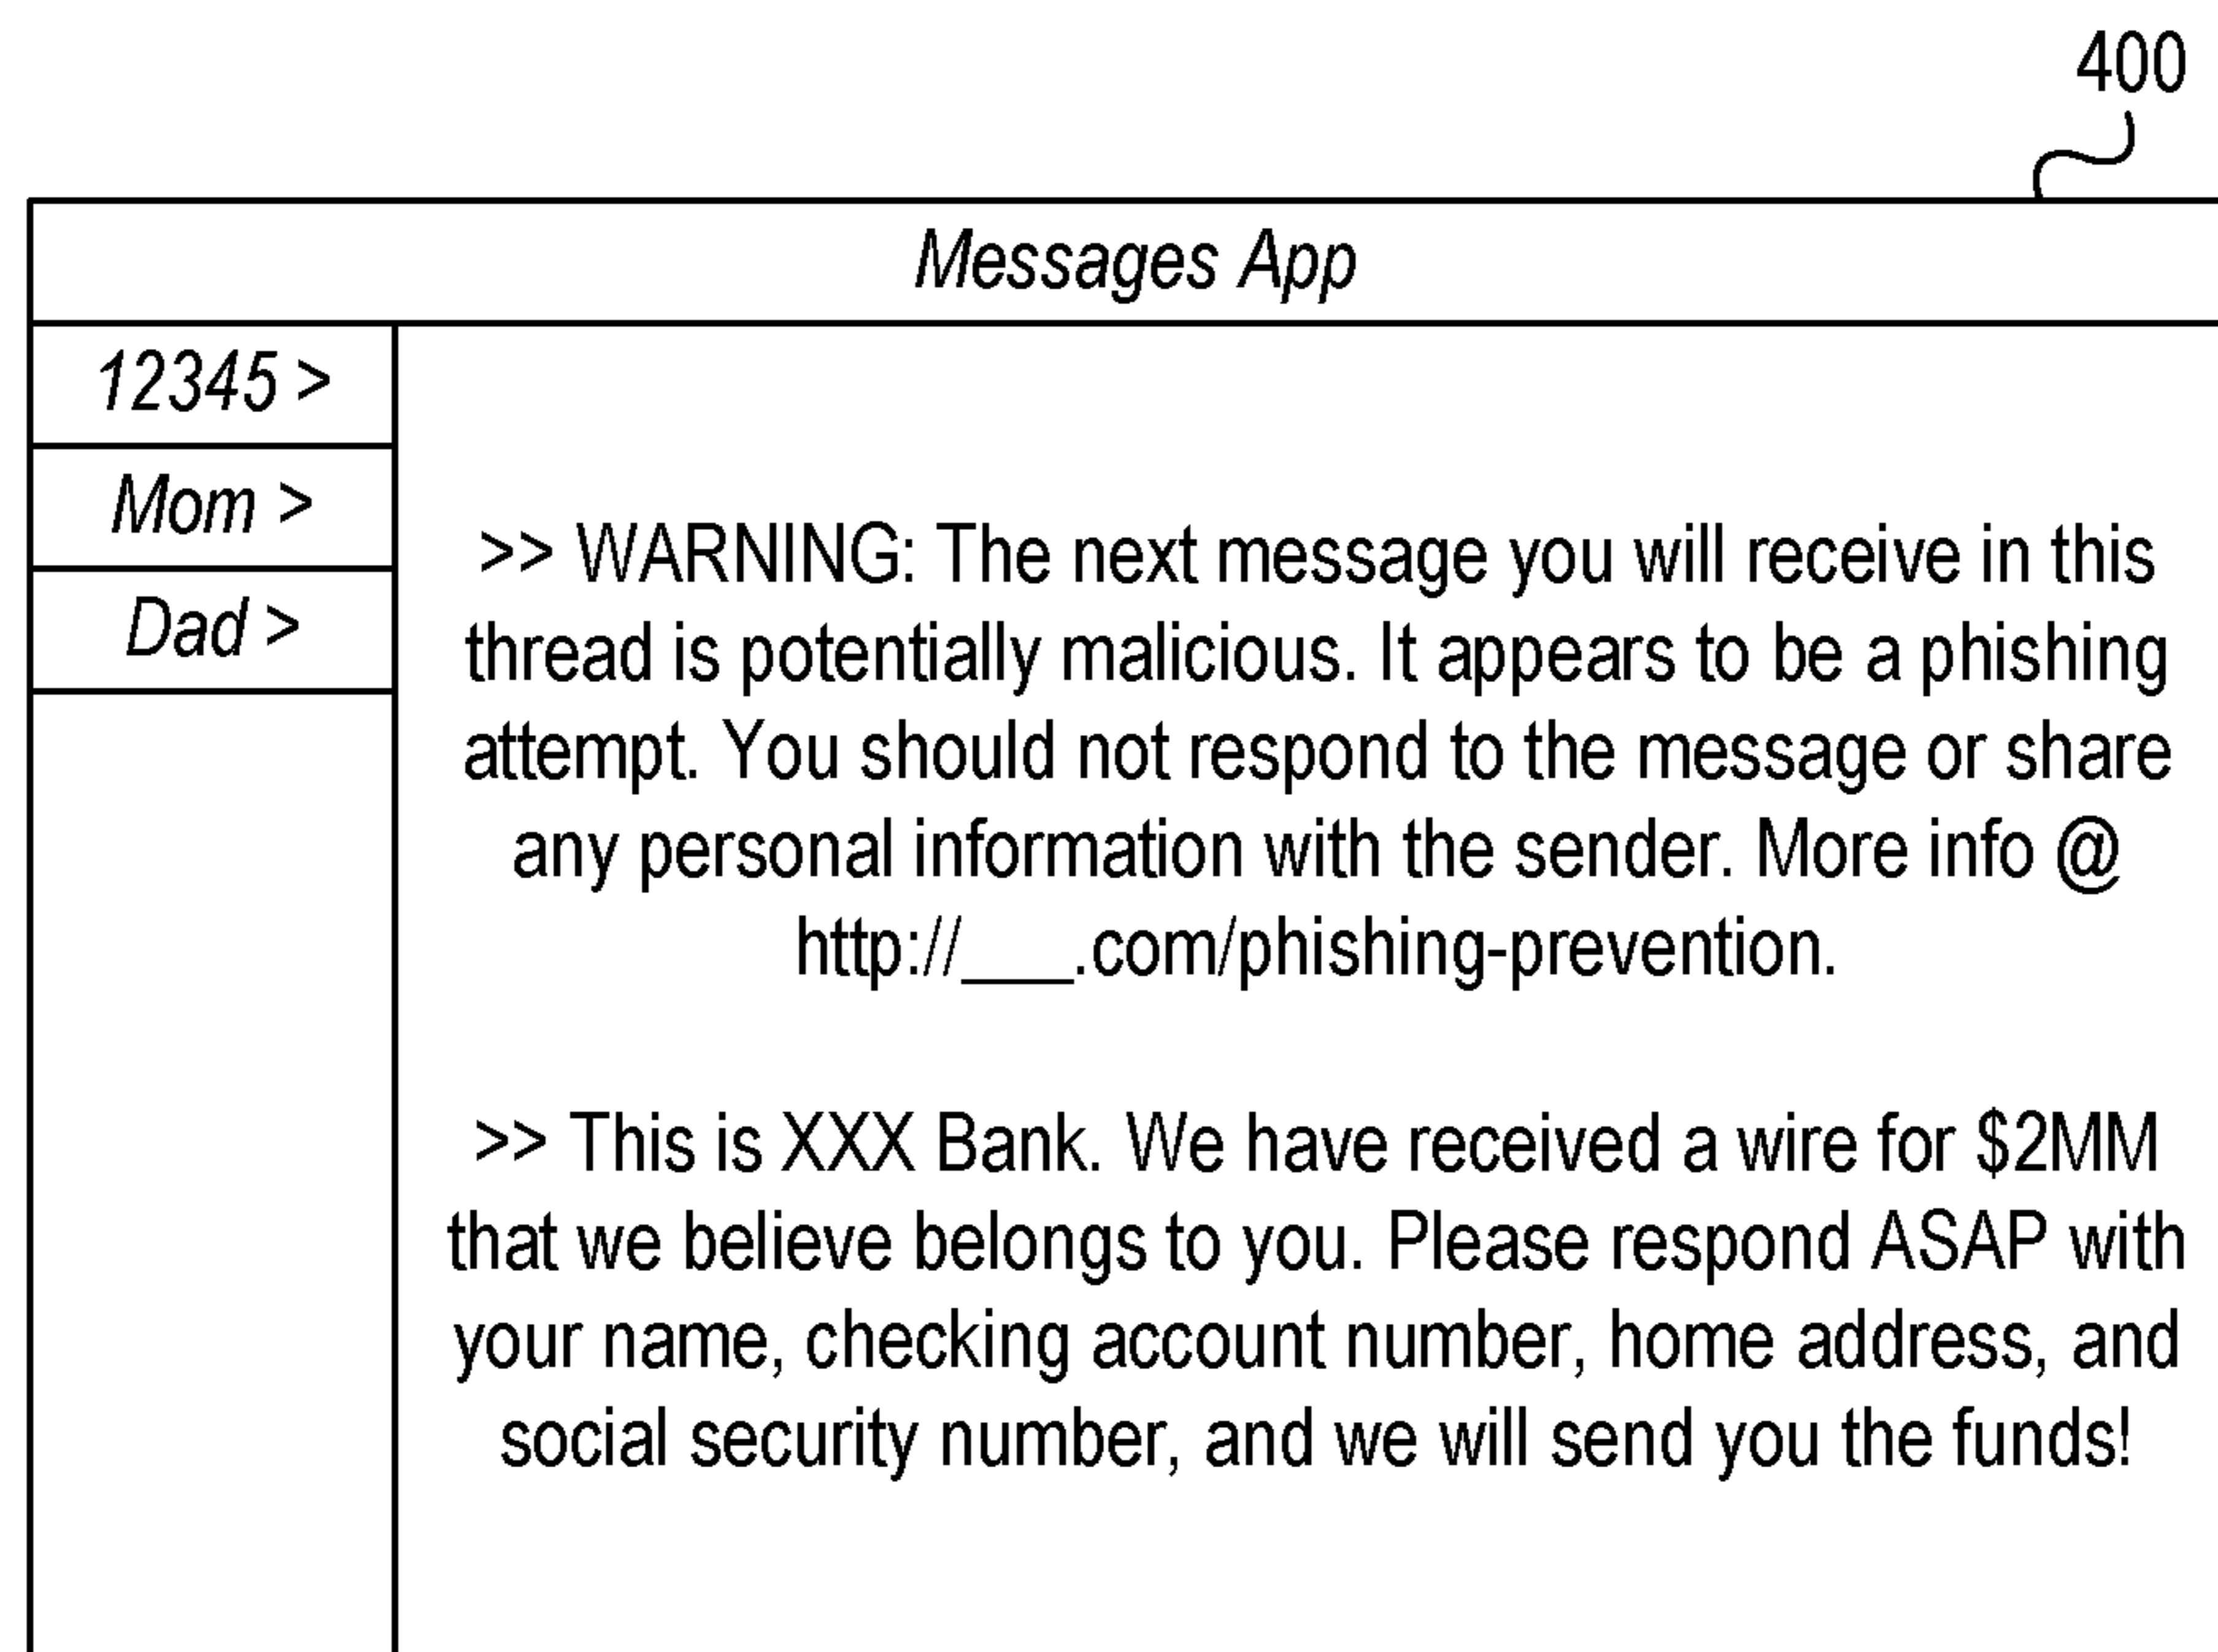 400
Messages App
12345 >
Mom >
Dad >
>> WARNING: The next message you will receive in this
thread is potentially malicious. It appears to be a phishing
attempt. You should not respond to the message or share
any personal information with the sender. More info @
http://___.com/phishing-prevention.
>> This is XXX Bank. We have received a wire for $2MM
that we believe belongs to you. Please respond ASAP with
your name, checking account number, home address, and
social security number, and we will send you the funds!